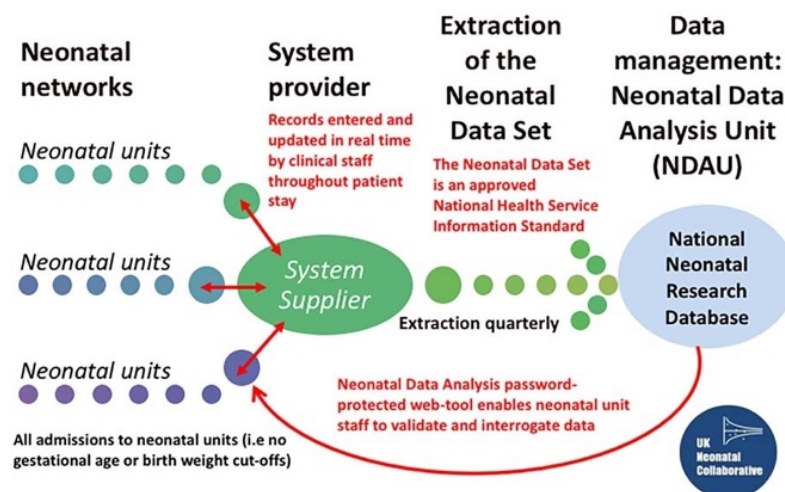 Neonatal
networks
System
provider
Extraction
of the
Neonatal
Data Set
Data
management:
Neonatal Data
Analysis Unit
(NDAU)
Records entered and
updated in real time
by clinical staff
throughout patient
stay
The Neonatal Data Set
is an approved
National Health Service
Information Standard
Neonatal units
Neonatal units
Neonatal units
System
Supplier
Extraction quarterly
National
Neonatal
Research
Database
Neonatal Data Analysis password-
protected web-tool enables neonatal unit
staff to validate and interrogate data
All admissions to neonatal units (i.e no
gestational age or birth weight cut-offs)
UK
Neonatal
Collaborative